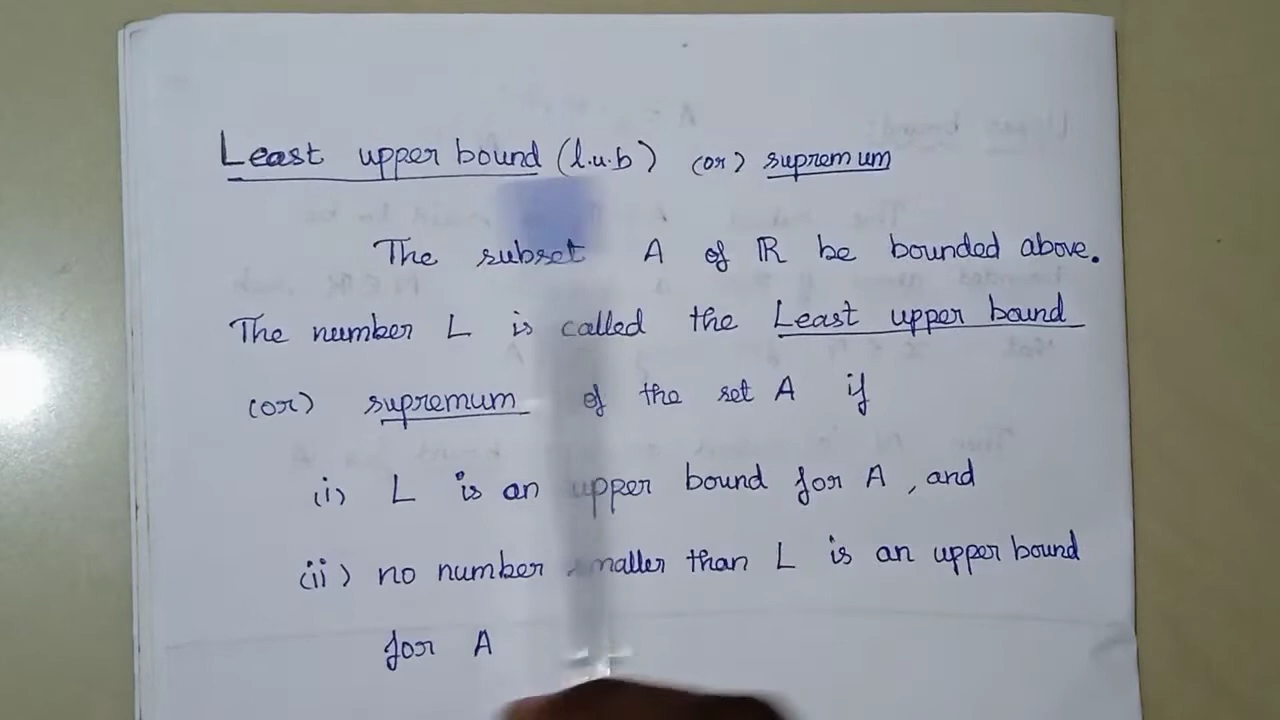 Least upper bound (l.u.b) (or) supremum
The subset A of ℝ be bounded above.
The number L is called the Least upper bound
(or) supremum of the set A if
(i) L is an upper bound for A, and
(ii) no number smaller than L is an upper bound
for A